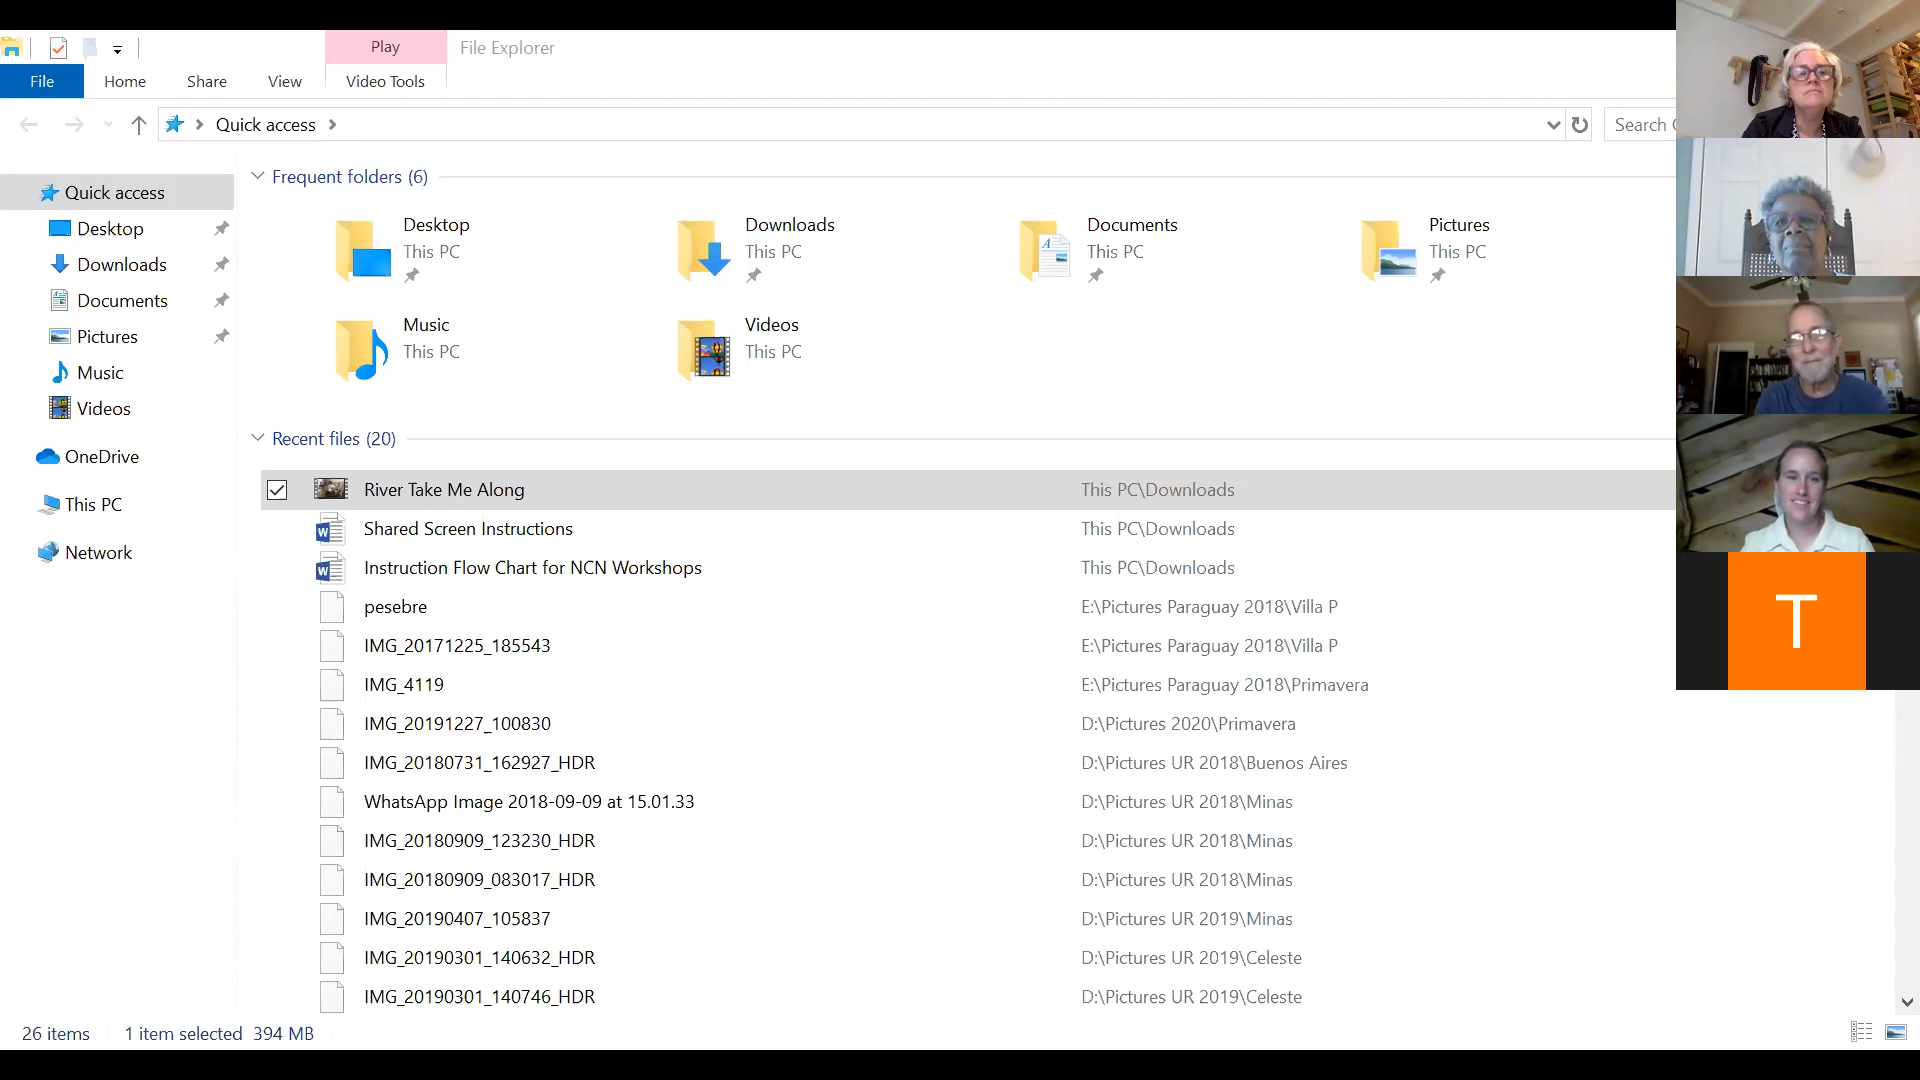 Play
File Explorer
File
Home
Share
View
Video Tools
Quick access
Search
Quick access
Desktop
Downloads
Documents
Pictures
Music
Videos
OneDrive
This PC
Network
Frequent folders (6)
Desktop
This PC
Downloads
This PC
Documents
This PC
Pictures
This PC
Music
This PC
Videos
This PC
Recent files (20)
River Take Me Along This PC\Downloads
Shared Screen Instructions This PC\Downloads
Instruction Flow Chart for NCN Workshops This PC\Downloads
pesebre E:\Pictures Paraguay 2018\Villa P
IMG_20171225_185543 E:\Pictures Paraguay 2018\Villa P
IMG_4119 E:\Pictures Paraguay 2018\Primavera
IMG_20191227_100830 D:\Pictures 2020\Primavera
IMG_20180731_162927_HDR D:\Pictures UR 2018\Buenos Aires
WhatsApp Image 2018-09-09 at 15.01.33 D:\Pictures UR 2018\Minas
IMG_20180909_123230_HDR D:\Pictures UR 2018\Minas
IMG_20180909_083017_HDR D:\Pictures UR 2018\Minas
IMG_20190407_105837 D:\Pictures UR 2019\Minas
IMG_20190301_140632_HDR D:\Pictures UR 2019\Celeste
IMG_20190301_140746_HDR D:\Pictures UR 2019\Celeste
26 items 1 item selected 394 MB
T